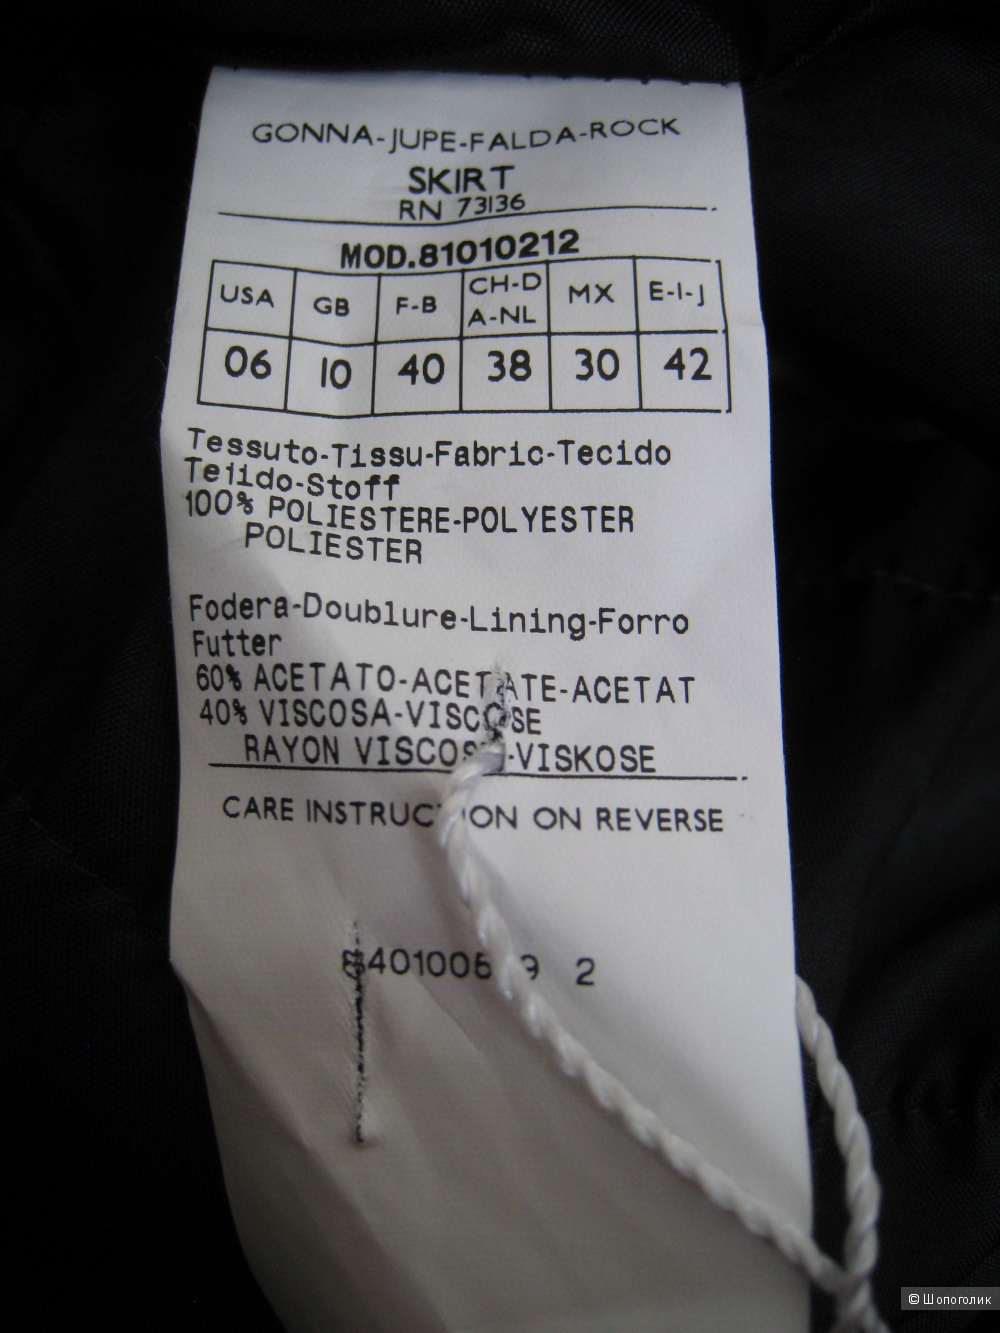 GONNA-JUPE-FALDA-ROCK
SKIRT
RN 73136
MOD.81010212
USA GB F-B CH-D A-NL MX E-I-J
06 10 40 38 30 42
Tessuto-Tissu-Fabric-Tecido
Tejido-Stoff
100% POLIESTERE-POLYESTER
POLIESTER
Fodera-Doublure-Lining-Forro
Futter
60% ACETATO-ACETATE-ACETAT
40% VISCOSA-VISCOSE
RAYON VISCOSA-VISKOSE
CARE INSTRUCTION ON REVERSE
2
© Шопоголик